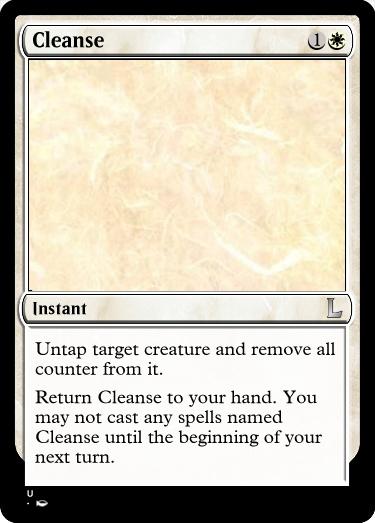 Cleanse 1
Instant L
Untap target creature and remove all
counter from it.
Return Cleanse to your hand. You
may not cast any spells named
Cleanse until the beginning of your
next turn.
U